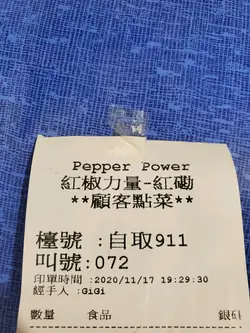 Pepper Power
紅椒力量-紅磡
**顧客點菜**
檯號 :自取911
叫號:072
印單時間 :2020/11/17 19:29:30
經手人 :GiGi
數量 食品 銀碼